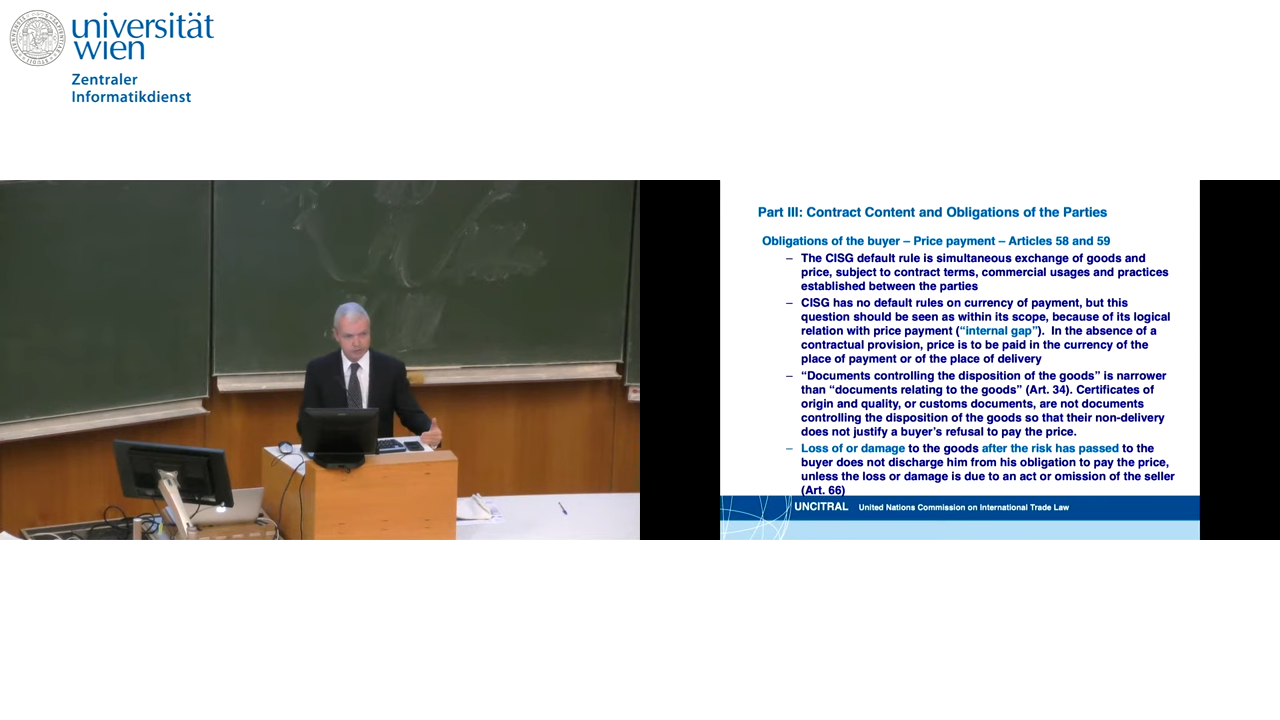 universität
wien
Zentraler
Informatikdienst
Part III: Contract Content and Obligations of the Parties
Obligations of the buyer – Price payment – Articles 58 and 59
– The CISG default rule is simultaneous exchange of goods and
price, subject to contract terms, commercial usages and practices
established between the parties
– CISG has no default rules on currency of payment, but this
question should be seen as within its scope, because of its logical
relation with price payment (“internal gap”). In the absence of a
contractual provision, price is to be paid in the currency of the
place of payment or of the place of delivery
– “Documents controlling the disposition of the goods” is narrower
than “documents relating to the goods” (Art. 34). Certificates of
origin and quality, or customs documents, are not documents
controlling the disposition of the goods so that their non-delivery
does not justify a buyer’s refusal to pay the price.
– Loss of or damage to the goods after the risk has passed to the
buyer does not discharge him from his obligation to pay the price,
unless the loss or damage is due to an act or omission of the seller
(Art. 66)
UNCITRAL United Nations Commission on International Trade Law